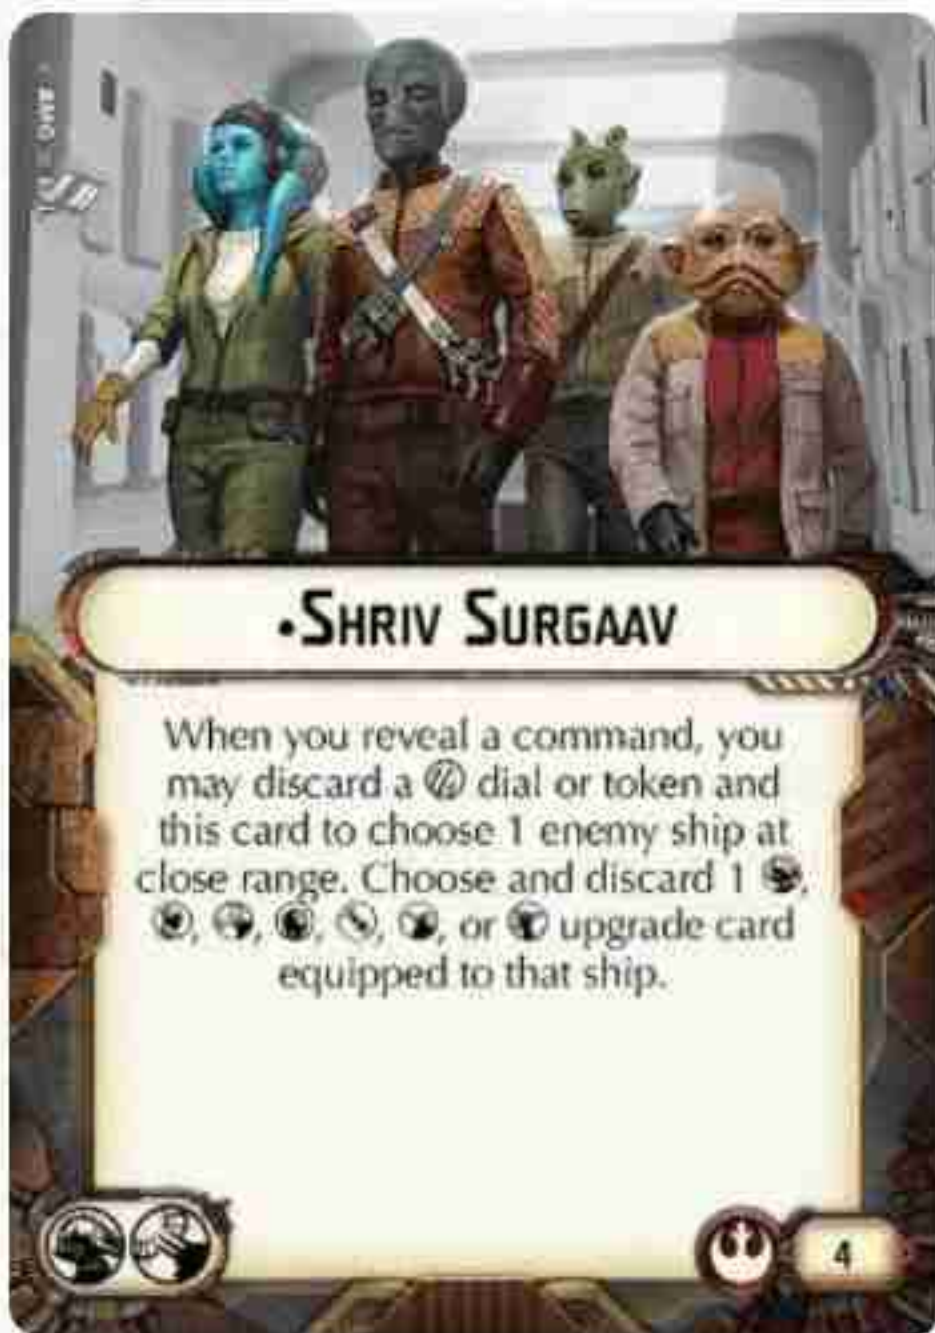 •SHRIV SURGAAV
When you reveal a command, you
may discard a dial or token and
this card to choose 1 enemy ship at
close range. Choose and discard 1 ,
, , , , , or upgrade card
equipped to that ship.
4